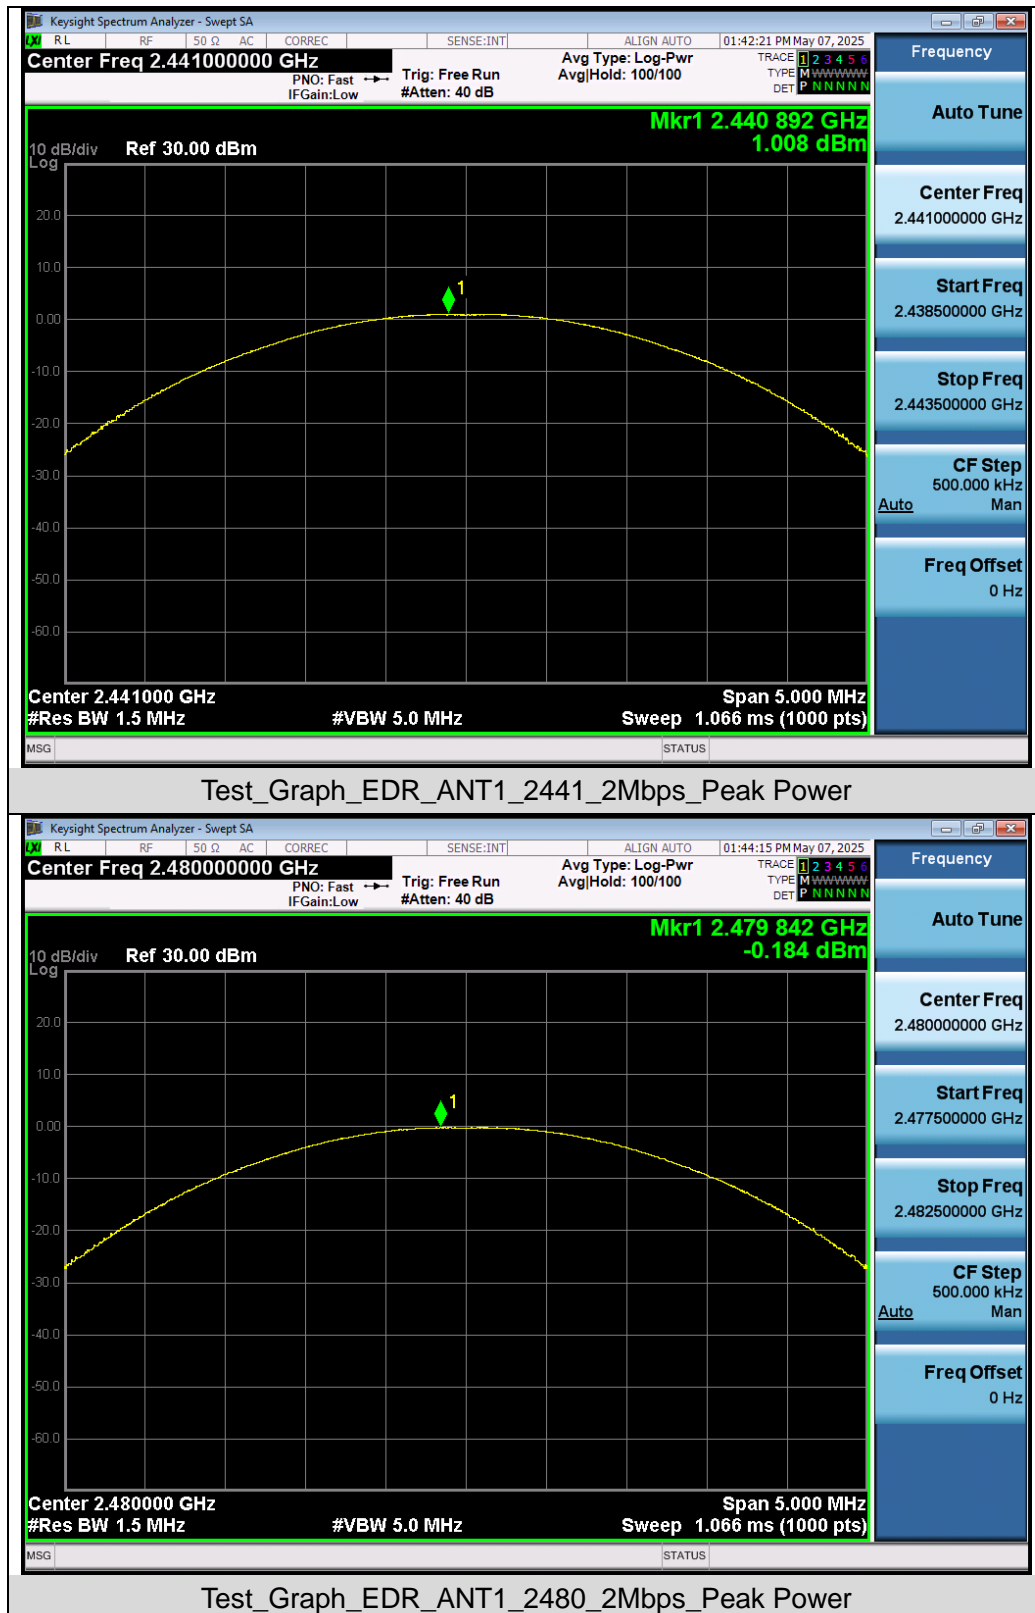 Keysight Spectrum Analyzer - Swept SA
LXI RL RF 50 Ω AC CORREC SENSE:INT ALIGN AUTO 01:42:21 PM May 07, 2025
Center Freq 2.441000000 GHz
PNO: Fast
IFGain:Low
Trig: Free Run
#Atten: 40 dB
Avg Type: Log-Pwr
Avg|Hold: 100/100
TRACE 1 2 3 4 5 6
TYPE M W W W W W
DET P N N N N N
Mkr1 2.440 892 GHz
1.008 dBm
10 dB/div Ref 30.00 dBm
Log
20.0
10.0
1
0.00
-10.0
-20.0
-30.0
-40.0
-50.0
-60.0
Center 2.441000 GHz Span 5.000 MHz
#Res BW 1.5 MHz #VBW 5.0 MHz Sweep 1.066 ms (1000 pts)
MSG STATUS
Frequency
Auto Tune
Center Freq
2.441000000 GHz
Start Freq
2.438500000 GHz
Stop Freq
2.443500000 GHz
CF Step
500.000 kHz
Auto Man
Freq Offset
0 Hz
Test_Graph_EDR_ANT1_2441_2Mbps_Peak Power
Keysight Spectrum Analyzer - Swept SA
LXI RL RF 50 Ω AC CORREC SENSE:INT ALIGN AUTO 01:44:15 PM May 07, 2025
Center Freq 2.480000000 GHz
PNO: Fast
IFGain:Low
Trig: Free Run
#Atten: 40 dB
Avg Type: Log-Pwr
Avg|Hold: 100/100
TRACE 1 2 3 4 5 6
TYPE M W W W W W
DET P N N N N N
Mkr1 2.479 842 GHz
-0.184 dBm
10 dB/div Ref 30.00 dBm
Log
20.0
10.0
1
0.00
-10.0
-20.0
-30.0
-40.0
-50.0
-60.0
Center 2.480000 GHz Span 5.000 MHz
#Res BW 1.5 MHz #VBW 5.0 MHz Sweep 1.066 ms (1000 pts)
MSG STATUS
Frequency
Auto Tune
Center Freq
2.480000000 GHz
Start Freq
2.477500000 GHz
Stop Freq
2.482500000 GHz
CF Step
500.000 kHz
Auto Man
Freq Offset
0 Hz
Test_Graph_EDR_ANT1_2480_2Mbps_Peak Power